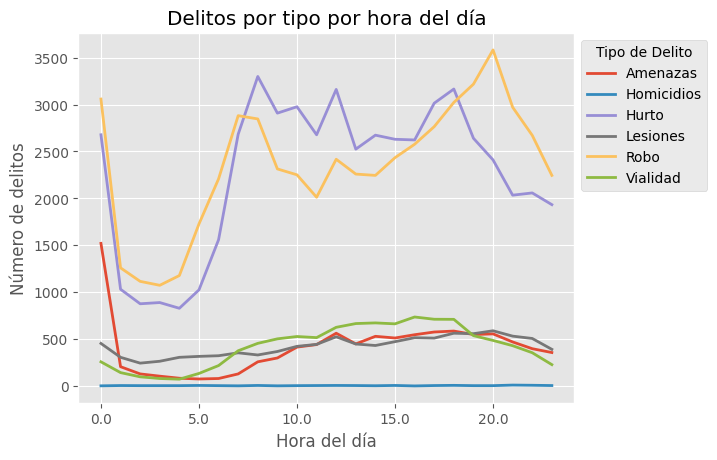 Delitos por tipo por hora del día
Número de delitos
3500
3000
2500
2000
1500
1000
500
0
0.0
5.0
10.0
15.0
20.0
Hora del día
Tipo de Delito
Amenazas
Homicidios
Hurto
Lesiones
Robo
Vialidad